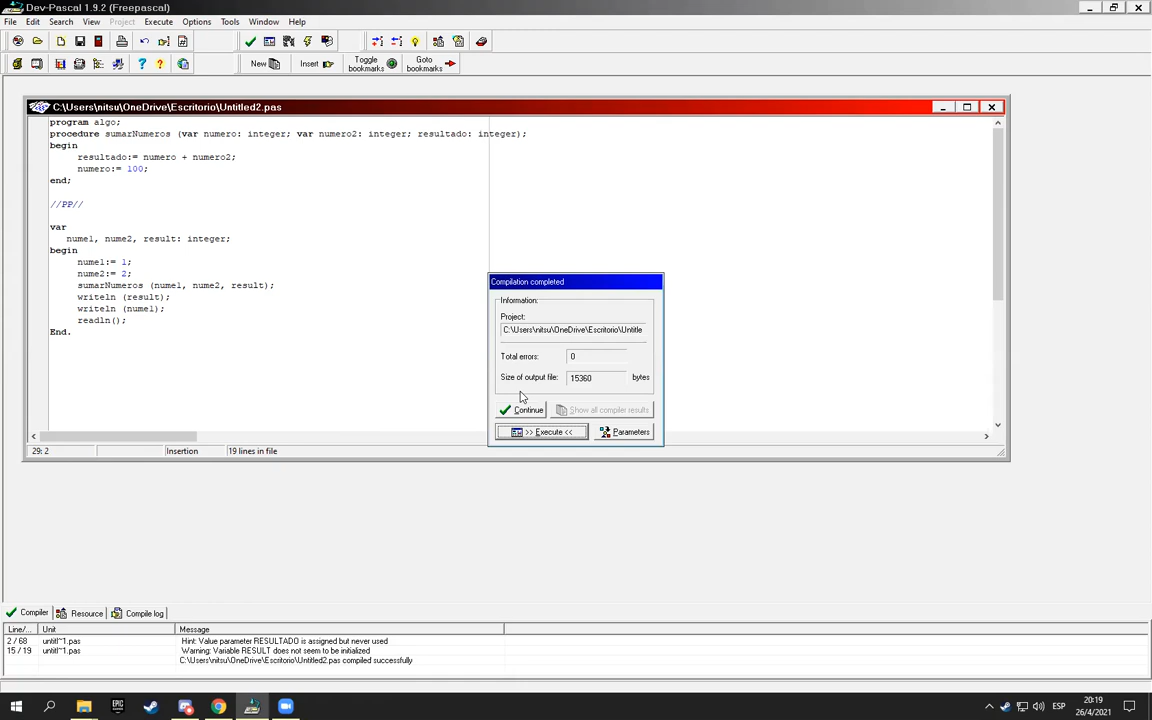 Dev-Pascal 1.9.2 (Freepascal)
File Edit Search View Project Execute Options Tools Window Help
New Insert Toggle bookmarks Goto bookmarks
C:\Users\nitsu\OneDrive\Escritorio\Untitled2.pas
program algo;
procedure sumarNumeros (var numero: integer; var numero2: integer; resultado: integer);
begin
resultado:= numero + numero2;
numero:= 100;
end;
//PP//
var
nume1, nume2, result: integer;
begin
nume1:= 1;
nume2:= 2;
sumarNumeros (nume1, nume2, result);
writeln (result);
writeln (nume1);
readln();
End.
29: 2 Insertion 19 lines in file
Compilation completed
Information:
Project:
C:\Users\nitsu\OneDrive\Escritorio\Untitle
Total errors: 0
Size of output file: 15360 bytes
Continue Show all compiler results
>> Execute << Parameters
Compiler Resource Compile log
Line/... Unit Message
2 / 68 untitl~1.pas Hint: Value parameter RESULTADO is assigned but never used
15 / 19 untitl~1.pas Warning: Variable RESULT does not seem to be initialized
C:\Users\nitsu\OneDrive\Escritorio\Untitled2.pas compiled successfully
EPIC
ESP
20:19
26/4/2021